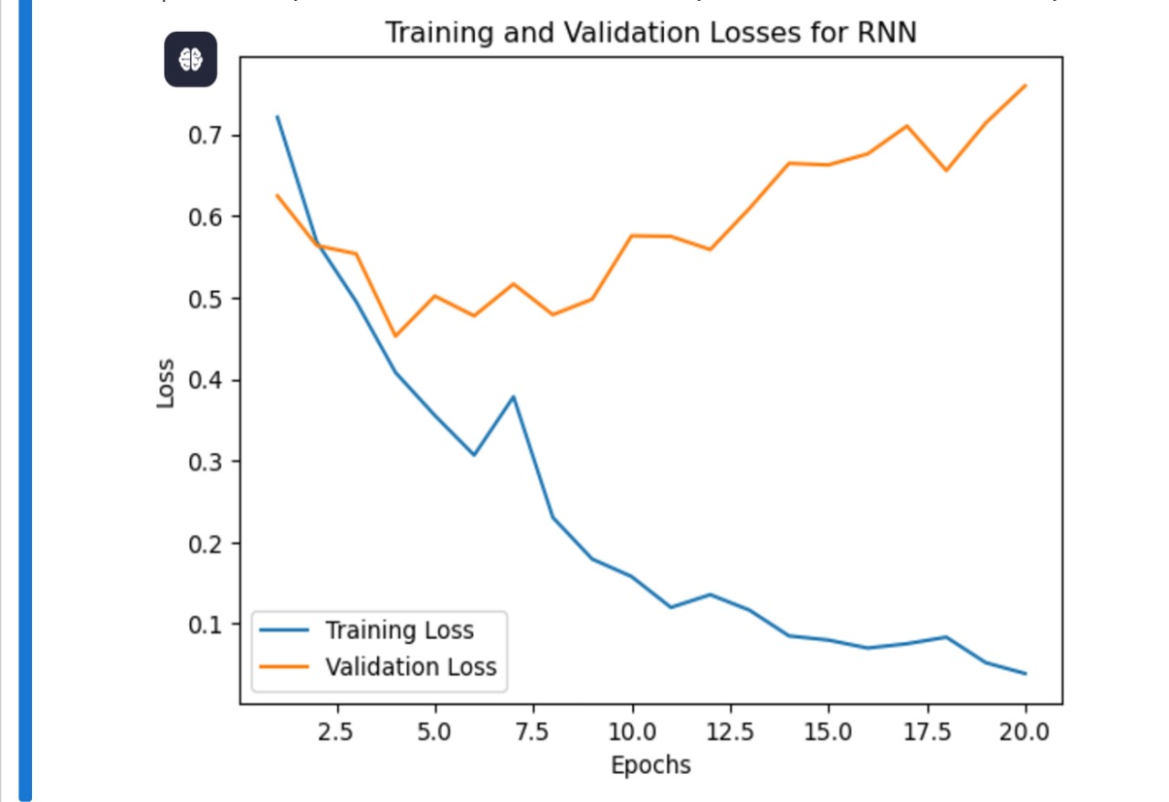 Training and Validation Losses for RNN
0.7
0.6
0.5
0.4
0.3
0.2
0.1
Loss
Training Loss
Validation Loss
2.5 5.0 7.5 10.0 12.5 15.0 17.5 20.0
Epochs